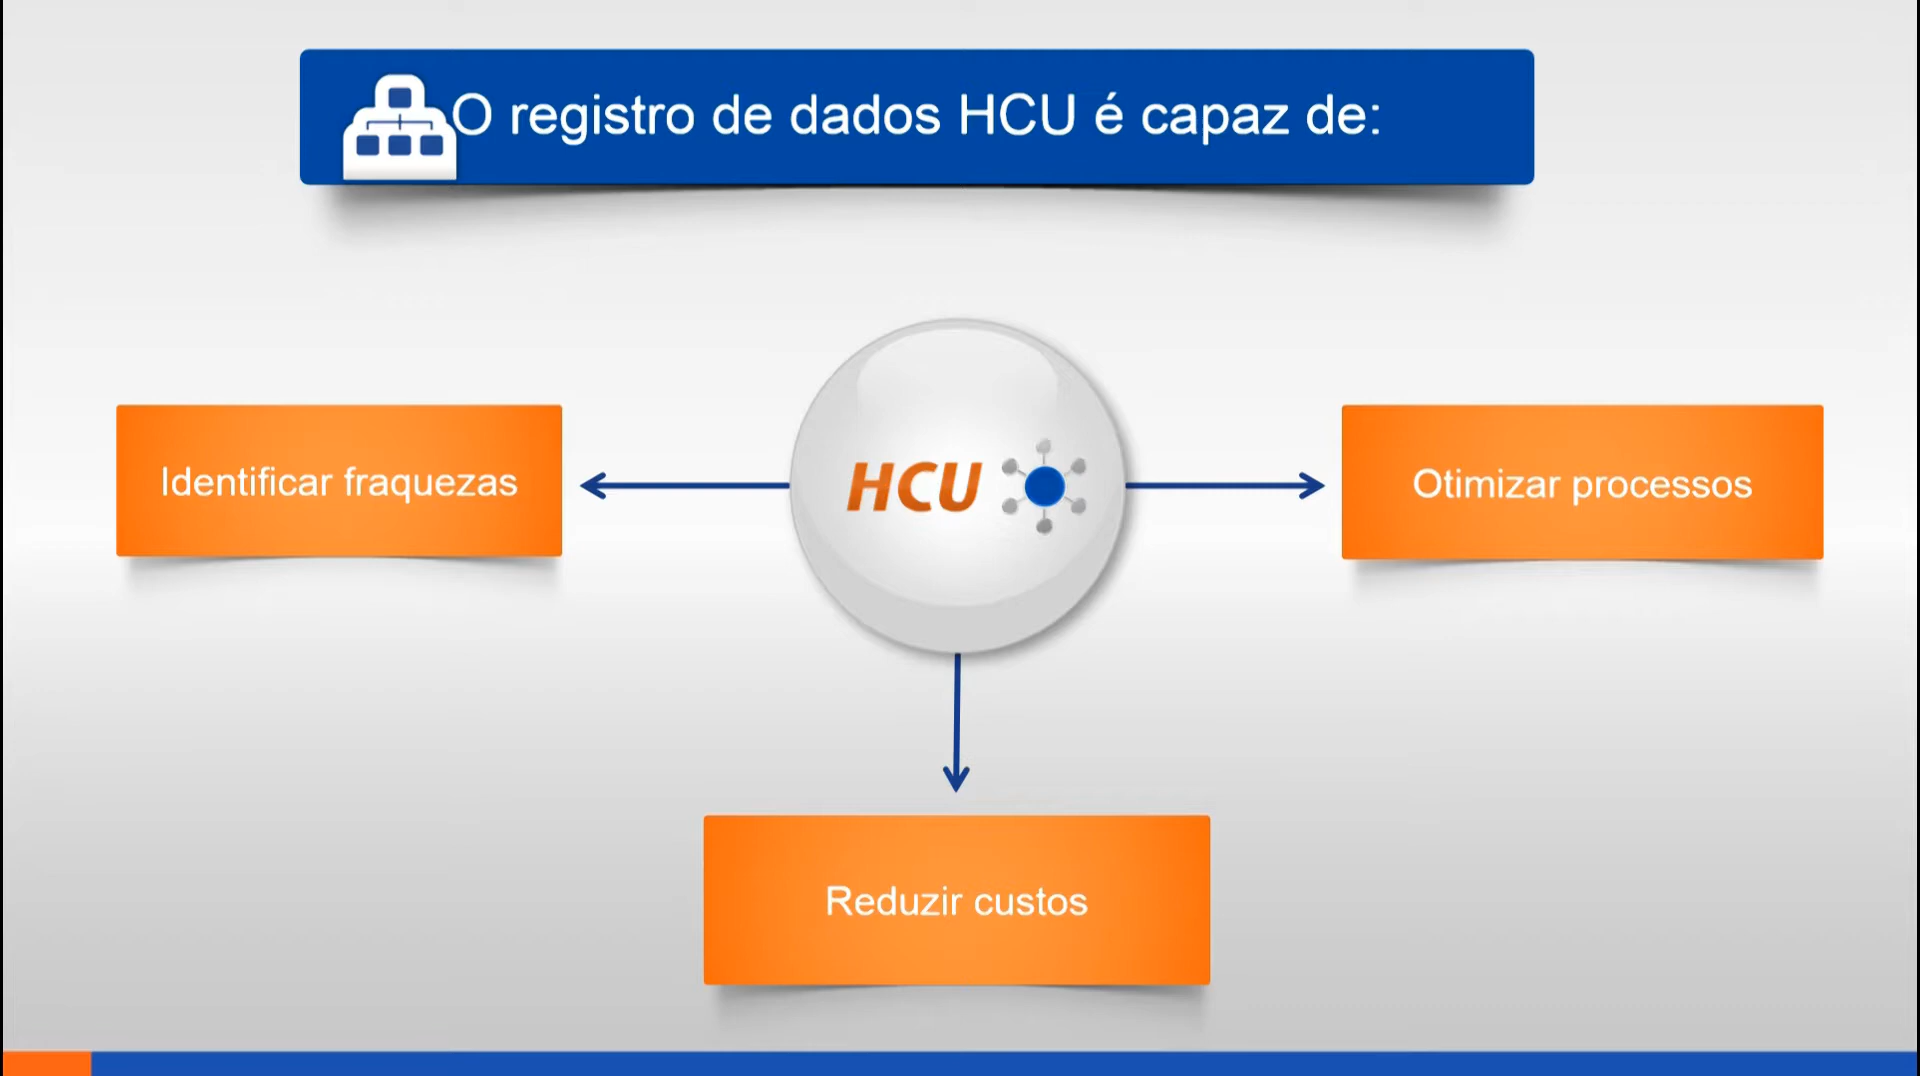 O registro de dados HCU é capaz de:
Identificar fraquezas
HCU
Otimizar processos
Reduzir custos